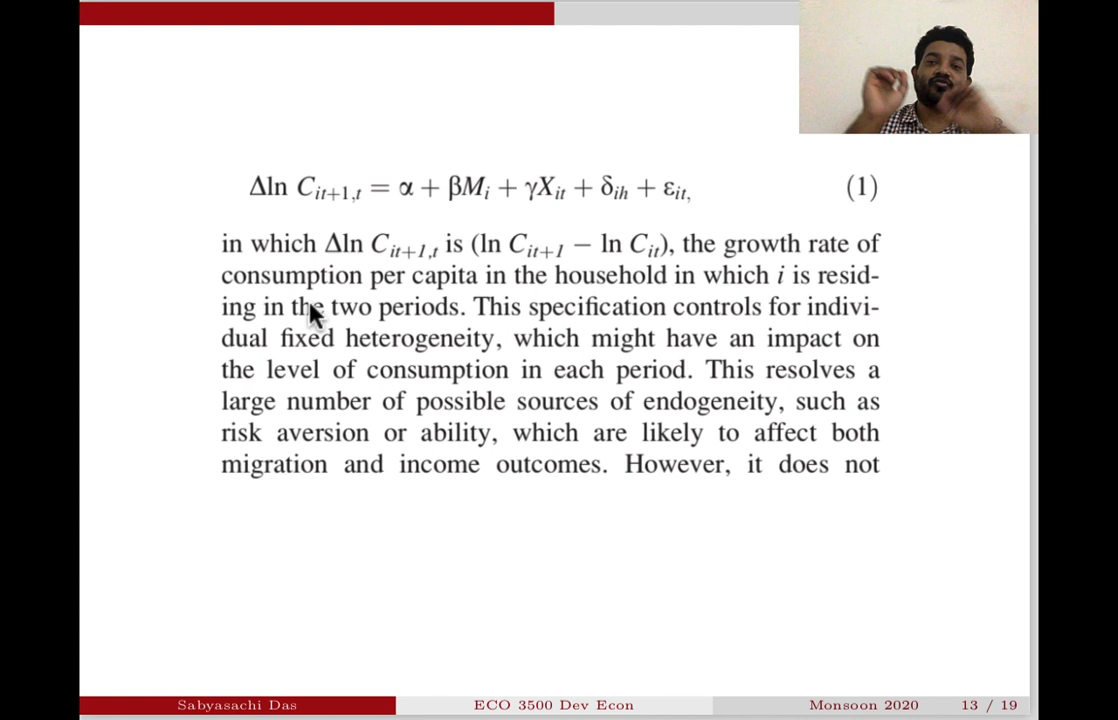 Δln C_{it+1,t} = α + βM_i + γX_{it} + δ_{ih} + ε_{it,} (1)
in which Δln C_{it+1,t} is (ln C_{it+1} − ln C_{it}), the growth rate of
consumption per capita in the household in which i is resid-
ing in the two periods. This specification controls for indivi-
dual fixed heterogeneity, which might have an impact on
the level of consumption in each period. This resolves a
large number of possible sources of endogeneity, such as
risk aversion or ability, which are likely to affect both
migration and income outcomes. However, it does not
Sabyasachi Das ECO 3500 Dev Econ Monsoon 2020 13 / 19